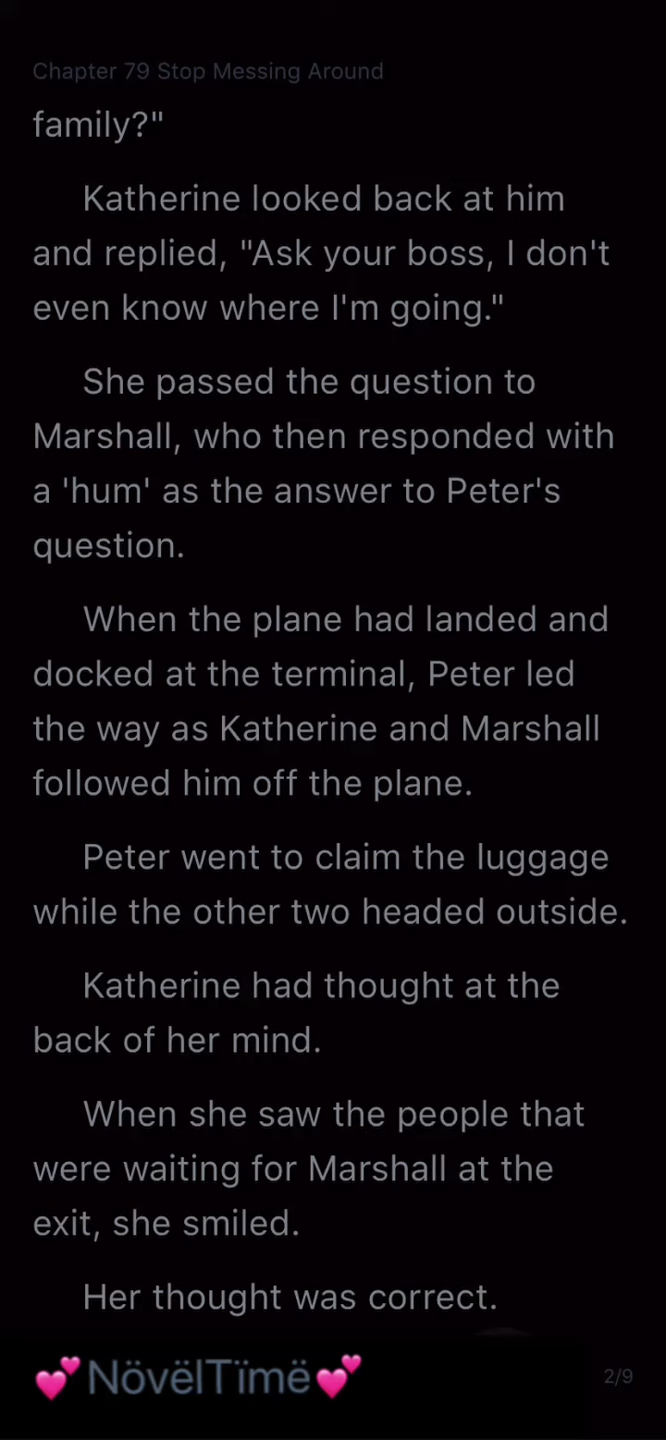 Chapter 79 Stop Messing Around
family?"
Katherine looked back at him
and replied, "Ask your boss, I don't
even know where I'm going."
She passed the question to
Marshall, who then responded with
a 'hum' as the answer to Peter's
question.
When the plane had landed and
docked at the terminal, Peter led
the way as Katherine and Marshall
followed him off the plane.
Peter went to claim the luggage
while the other two headed outside.
Katherine had thought at the
back of her mind.
When she saw the people that
were waiting for Marshall at the
exit, she smiled.
Her thought was correct.
💕NövëlTïmë💕
2/9